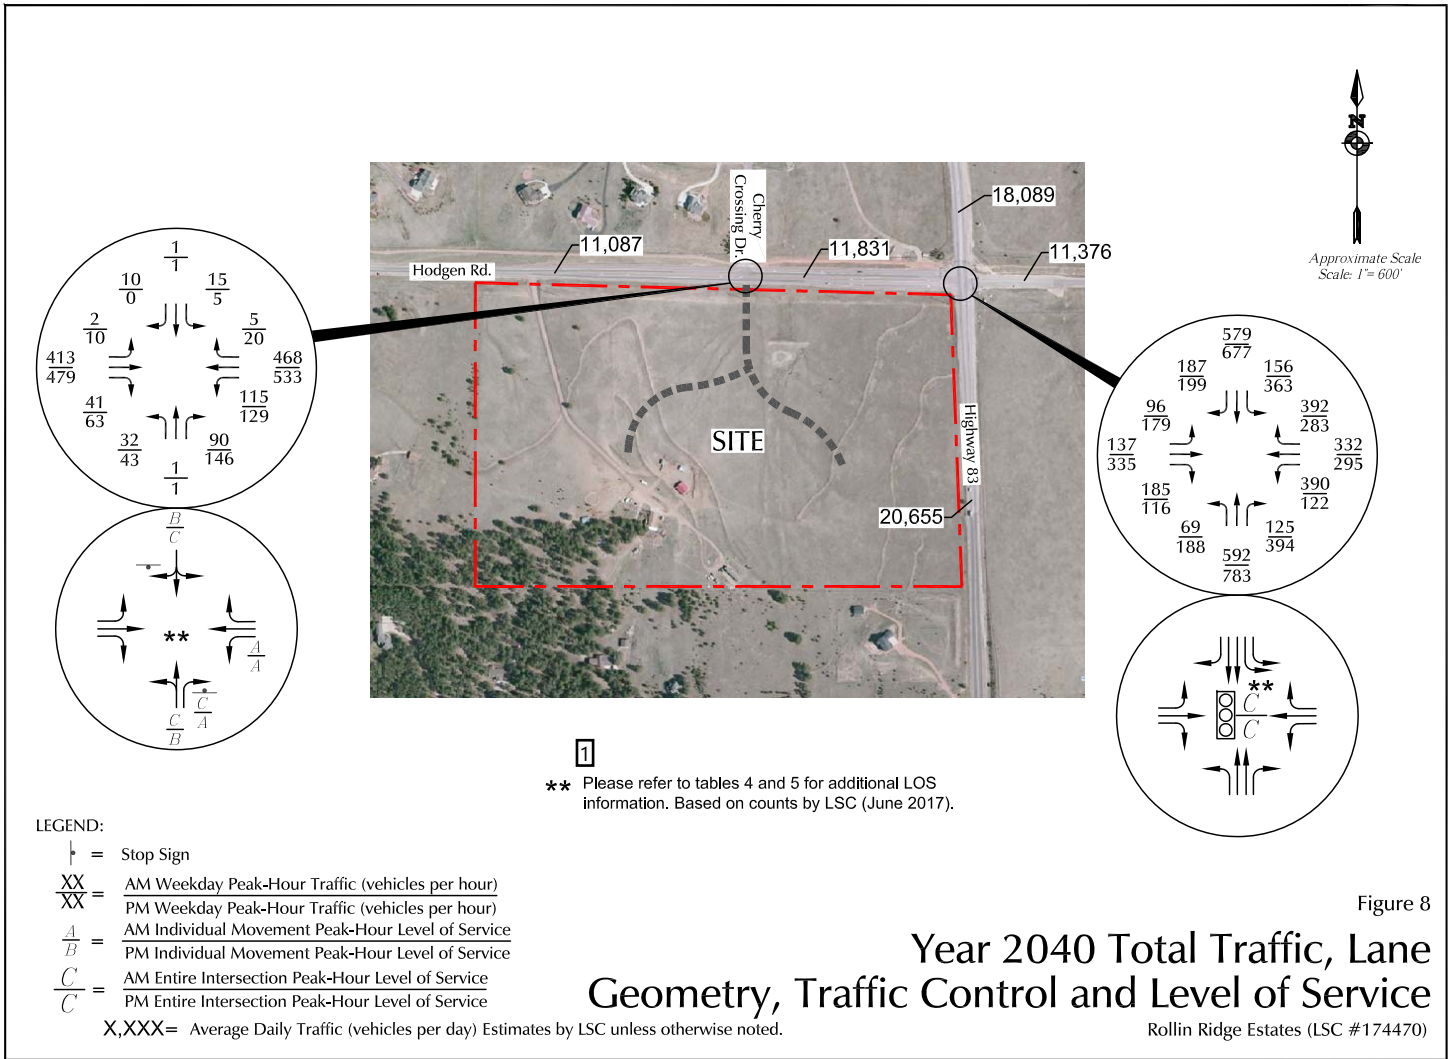 N
Approximate Scale
Scale: 1"= 600'
Cherry
Crossing Dr.
18,089
11,087
11,831
11,376
Hodgen Rd.
SITE
Highway 83
20,655
1
1
10
0
15
5
2
10
5
20
413
479
468
533
41
63
115
129
32
43
90
146
1
1
B
C
**
A
A
C
A
C
B
579
677
187
199
156
363
96
179
392
283
137
335
332
295
185
116
390
122
69
188
125
394
592
783
**
C
C
1
** Please refer to tables 4 and 5 for additional LOS
information. Based on counts by LSC (June 2017).
LEGEND:
= Stop Sign
XX
XX
=
AM Weekday Peak-Hour Traffic (vehicles per hour)
PM Weekday Peak-Hour Traffic (vehicles per hour)
A
B
=
AM Individual Movement Peak-Hour Level of Service
PM Individual Movement Peak-Hour Level of Service
C
C
=
AM Entire Intersection Peak-Hour Level of Service
PM Entire Intersection Peak-Hour Level of Service
X,XXX= Average Daily Traffic (vehicles per day) Estimates by LSC unless otherwise noted.
Figure 8
Year 2040 Total Traffic, Lane
Geometry, Traffic Control and Level of Service
Rollin Ridge Estates (LSC #174470)